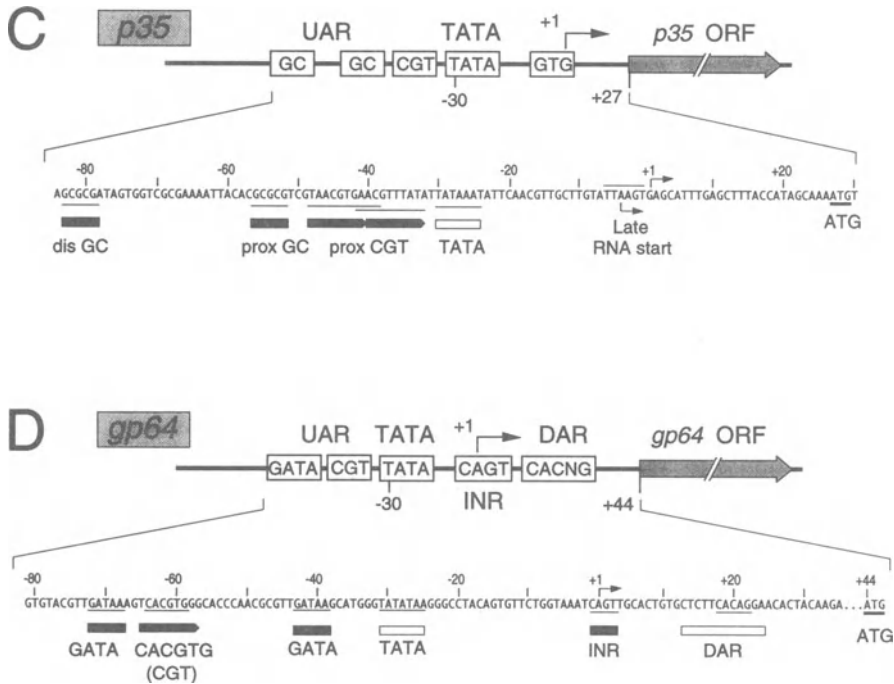 C
p35
UAR TATA +1 p35 ORF
GC GC CGT TATA GTG
-30 +27
-80 -60 -40 -20 +1 +20
AGCGCGATAGTGGTCGCGAAAATTACACGCGCGTCGTAACGTGAACGTTTATATTATAAATATTCAACGTTGCTTGTATTAAGTGAGCATTTGAGCTTTACCATAGCAAAATGT
dis GC prox GC prox CGT TATA Late ATG
RNA start
D
gp64
UAR TATA +1 DAR gp64 ORF
GATA CGT TATA CAGT CACNG
-30 INR +44
-80 -60 -40 -20 +1 +20 +44
GTGTACGTTGATAAAGTCACGTGGGCACCCAACGCGTTGATAAGCATGGGTATATAAGGGCCTACAGTGTTCTGGTAAATCAGTTGCACTGTGCTCTTCACAGGAACACTACAAGA...ATG
GATA CACGTG GATA TATA INR DAR ATG
(CGT)